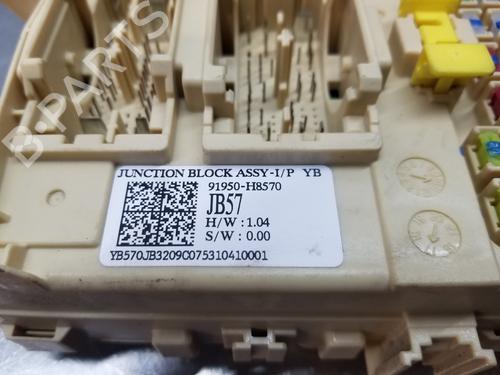 B-PARTS
JUNCTION BLOCK ASSY-I/P YB
91950-H8570
JB57
H/W : 1.04
S/W : 0.00
YB570JB3209C075310410001